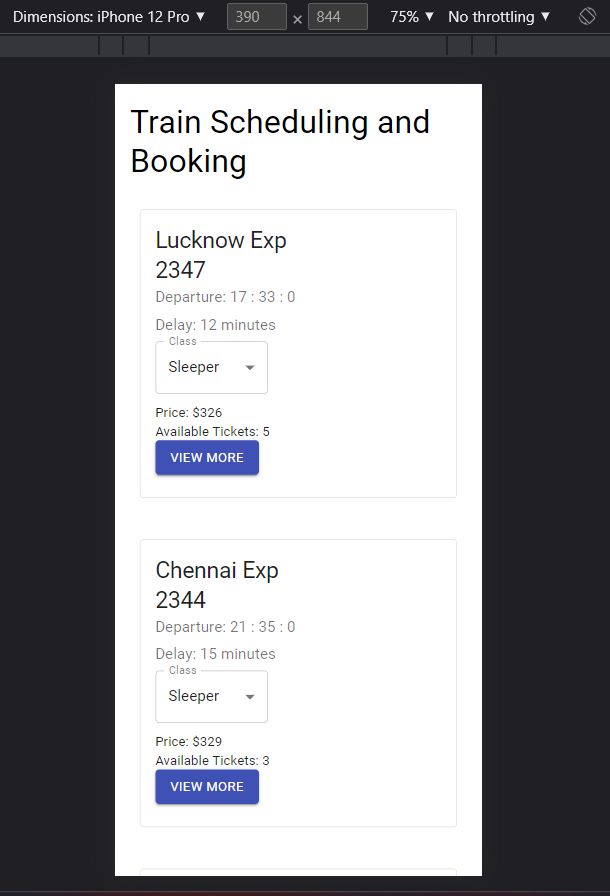 Dimensions: iPhone 12 Pro ▼ 390 × 844 75% ▼ No throttling ▼
Train Scheduling and
Booking
Lucknow Exp
2347
Departure: 17 : 33 : 0
Delay: 12 minutes
Class
Sleeper
Price: $326
Available Tickets: 5
VIEW MORE
Chennai Exp
2344
Departure: 21 : 35 : 0
Delay: 15 minutes
Class
Sleeper
Price: $329
Available Tickets: 3
VIEW MORE